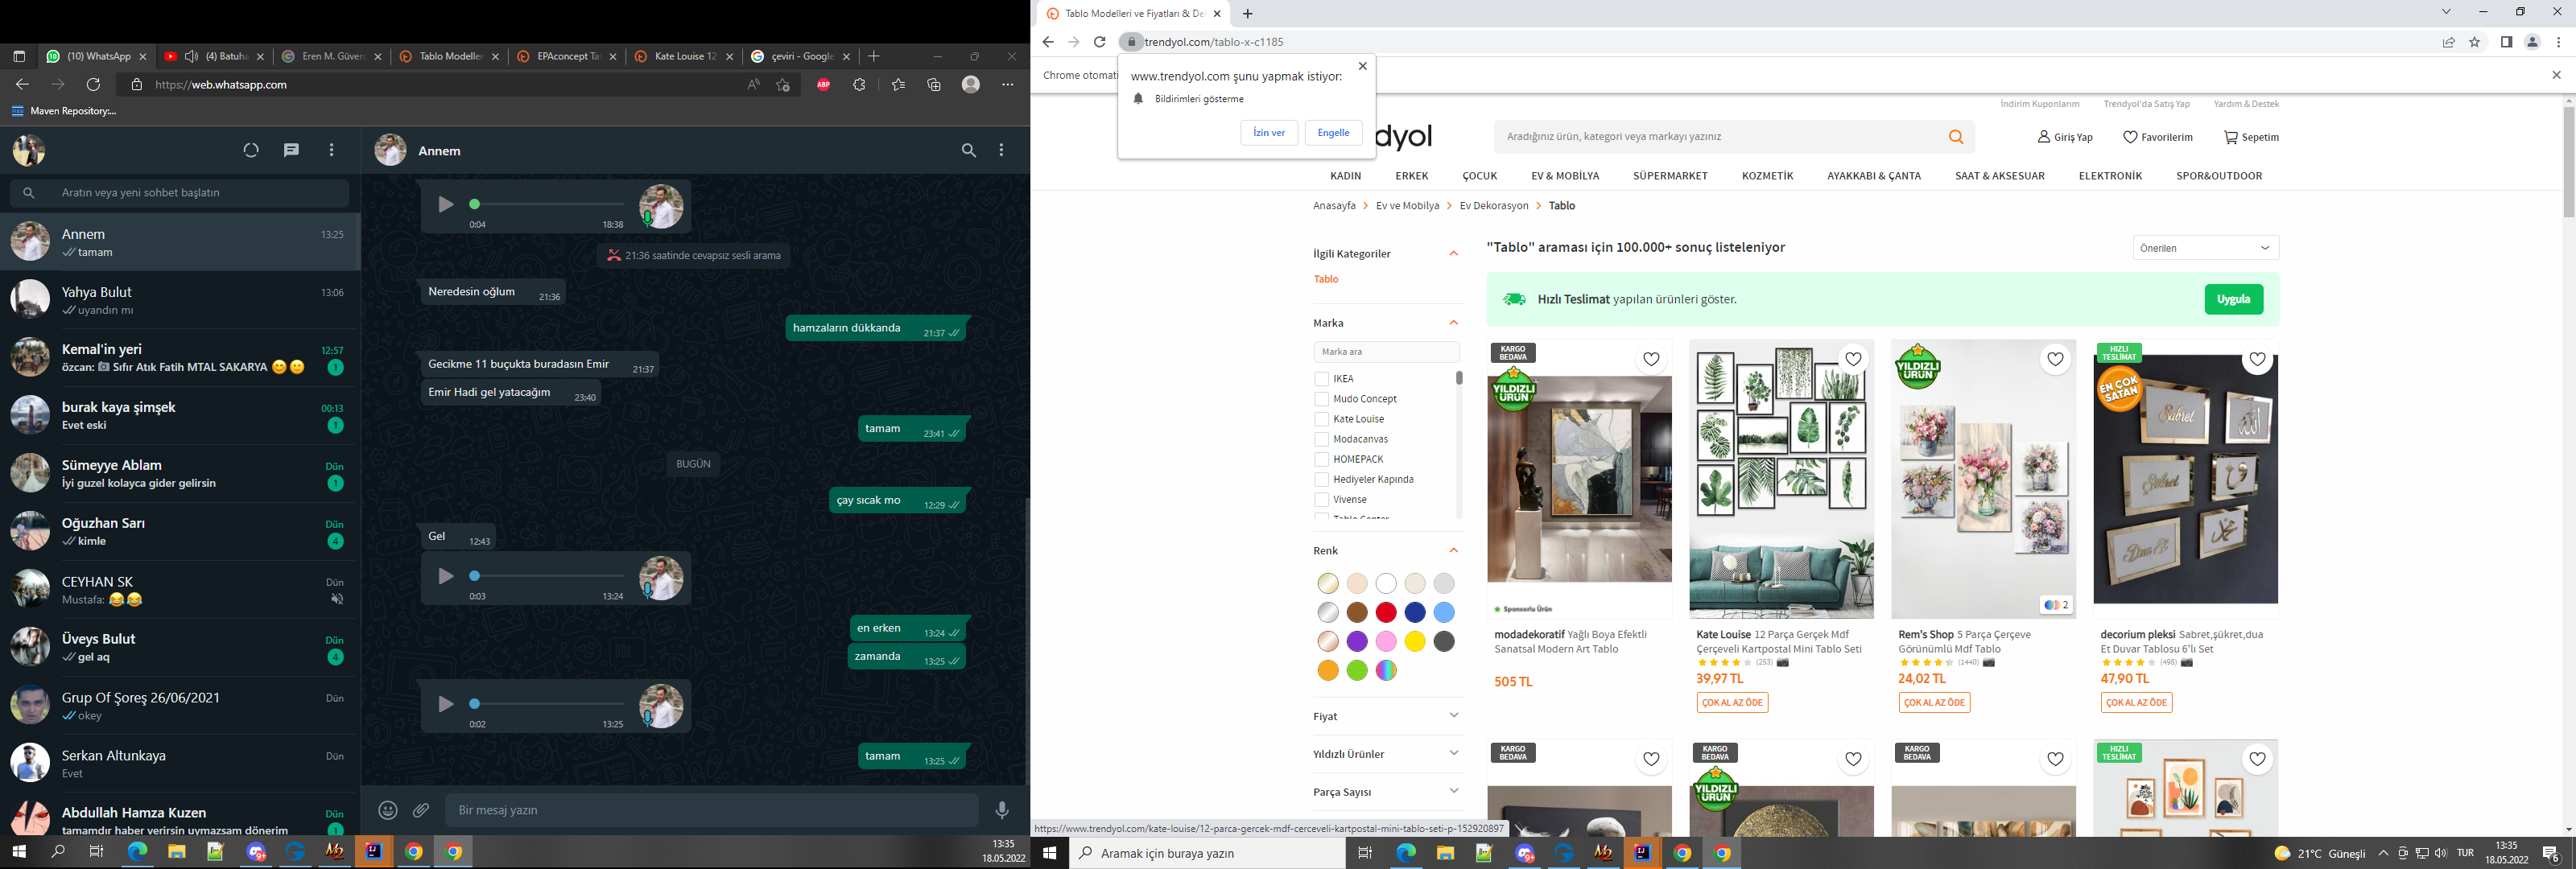 (10) WhatsApp
(4) Batuha
Eren M. Güver
Tablo Modeller
EPAconcept Ta
Kate Louise 12
çeviri - Google
https://web.whatsapp.com
Maven Repository:...
Aratın veya yeni sohbet başlatın
Annem 13:25
tamam
Yahya Bulut 13:06
uyandın mı
Kemal'in yeri 12:57
özcan: Sıfır Atık Fatih MTAL SAKARYA 1
burak kaya şimşek 00:13
Evet eski 1
Sümeyye Ablam Dün
İyi guzel kolayca gider gelirsin 1
Oğuzhan Sarı Dün
kimle 4
CEYHAN SK Dün
Mustafa: 😂😂
Üveys Bulut Dün
gel aq 4
Grup Of Şoreş 26/06/2021 Dün
okey
Serkan Altunkaya Dün
Evet
Abdullah Hamza Kuzen Dün
tamamdır haber verirsin uymazsam dönerim 1
Annem
0:04 18:38
21:36 saatinde cevapsız sesli arama
Neredesin oğlum 21:36
hamzaların dükkanda 21:37
Gecikme 11 buçukta buradasın Emir 21:37
Emir Hadi gel yatacağım 23:40
tamam 23:41
BUGÜN
çay sıcak mo 12:29
Gel 12:43
0:03 13:24
en erken 13:24
zamanda 13:25
0:02 13:25
tamam 13:25
Bir mesaj yazın
13:35
18.05.2022
Tablo Modelleri ve Fiyatları & De
trendyol.com/tablo-x-c1185
Chrome otomati
www.trendyol.com şunu yapmak istiyor:
Bildirimleri gösterme
İzin ver
Engelle
İndirim Kuponlarım
Trendyol'da Satış Yap
Yardım & Destek
dyol
Aradığınız ürün, kategori veya markayı yazınız
Giriş Yap
Favorilerim
Sepetim
KADIN
ERKEK
ÇOCUK
EV & MOBİLYA
SÜPERMARKET
KOZMETİK
AYAKKABI & ÇANTA
SAAT & AKSESUAR
ELEKTRONİK
SPOR&OUTDOOR
Anasayfa > Ev ve Mobilya > Ev Dekorasyon > Tablo
İlgili Kategoriler
Tablo
Marka
Marka ara
IKEA
Mudo Concept
Kate Louise
Modacanvas
HOMEPACK
Hediyeler Kapında
Vivense
Tablo Center
Renk
Fiyat
Yıldızlı Ürünler
Parça Sayısı
"Tablo" araması için 100.000+ sonuç listeleniyor
Önerilen
Hızlı Teslimat yapılan ürünleri göster.
Uygula
KARGO
BEDAVA
YILDIZLI
ÜRÜN
Sponsorlu Ürün
modadekoratif Yağlı Boya Efektli
Sanatsal Modern Art Tablo
505 TL
Kate Louise 12 Parça Gerçek Mdf
Çerçeveli Kartpostal Mini Tablo Seti
(253)
39,97 TL
ÇOK AL AZ ÖDE
YILDIZLI
ÜRÜN
2
Rem's Shop 5 Parça Çerçeve
Görünümlü Mdf Tablo
(1440)
24,02 TL
ÇOK AL AZ ÖDE
HIZLI
TESLİMAT
EN ÇOK
SATAN
Sabret
Şükret
Dua Et
decorium pleksi Sabret,şükret,dua
Et Duvar Tablosu 6'lı Set
(498)
47,90 TL
ÇOK AL AZ ÖDE
KARGO
BEDAVA
KARGO
BEDAVA
YILDIZLI
ÜRÜN
KARGO
BEDAVA
HIZLI
TESLİMAT
https://www.trendyol.com/kate-louise/12-parca-gercek-mdf-cerceveli-kartpostal-mini-tablo-seti-p-152920897
Aramak için buraya yazın
21°C Güneşli
TUR
13:35
18.05.2022
6